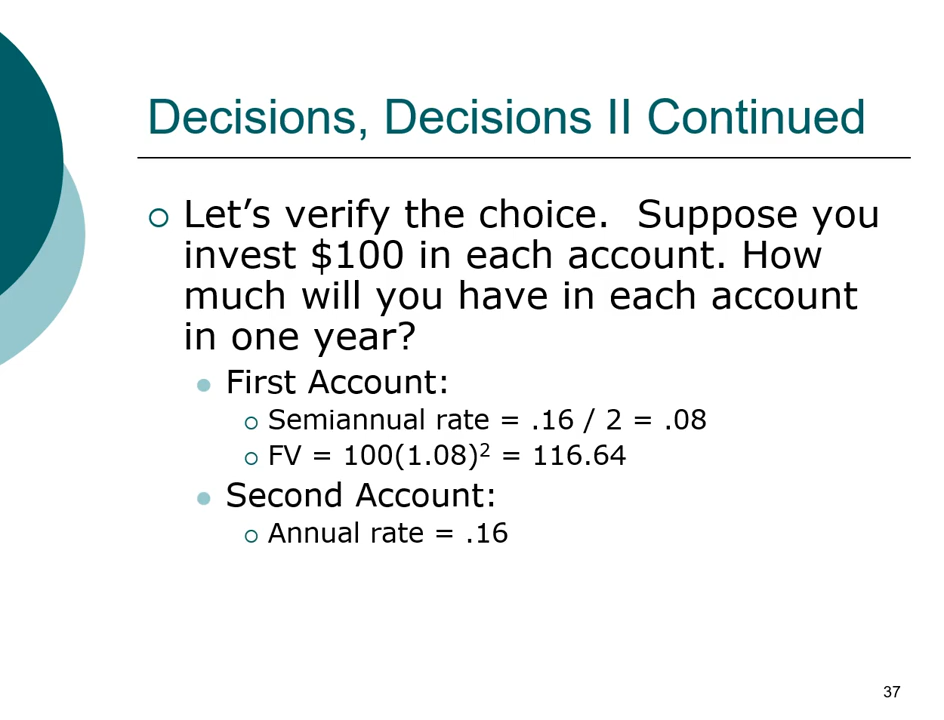 Decisions, Decisions II Continued
Let’s verify the choice.  Suppose you
invest $100 in each account. How
much will you have in each account
in one year?
First Account:
Semiannual rate = .16 / 2 = .08
FV = 100(1.08)² = 116.64
Second Account:
Annual rate = .16
37